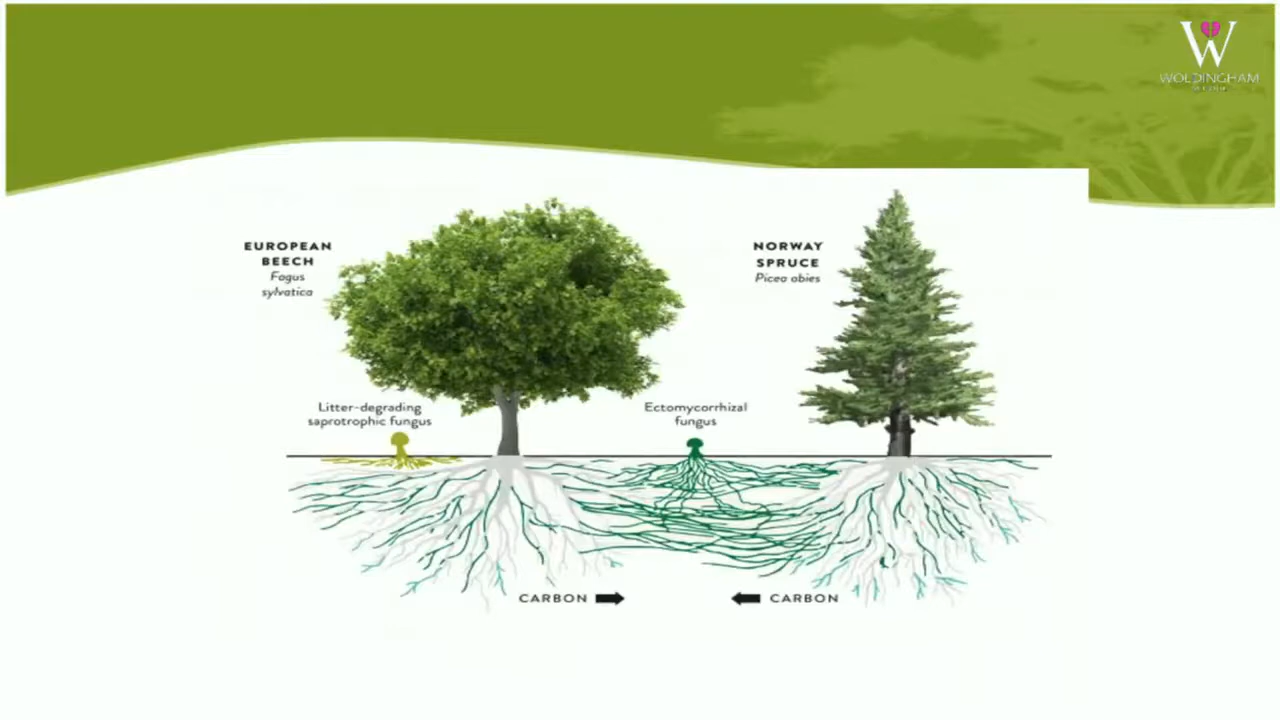 W
WOLDINGHAM
EUROPEAN
BEECH
Fagus
sylvatica
NORWAY
SPRUCE
Picea abies
Litter-degrading
saprotrophic fungus
Ectomycorrhizal
fungus
CARBON
CARBON